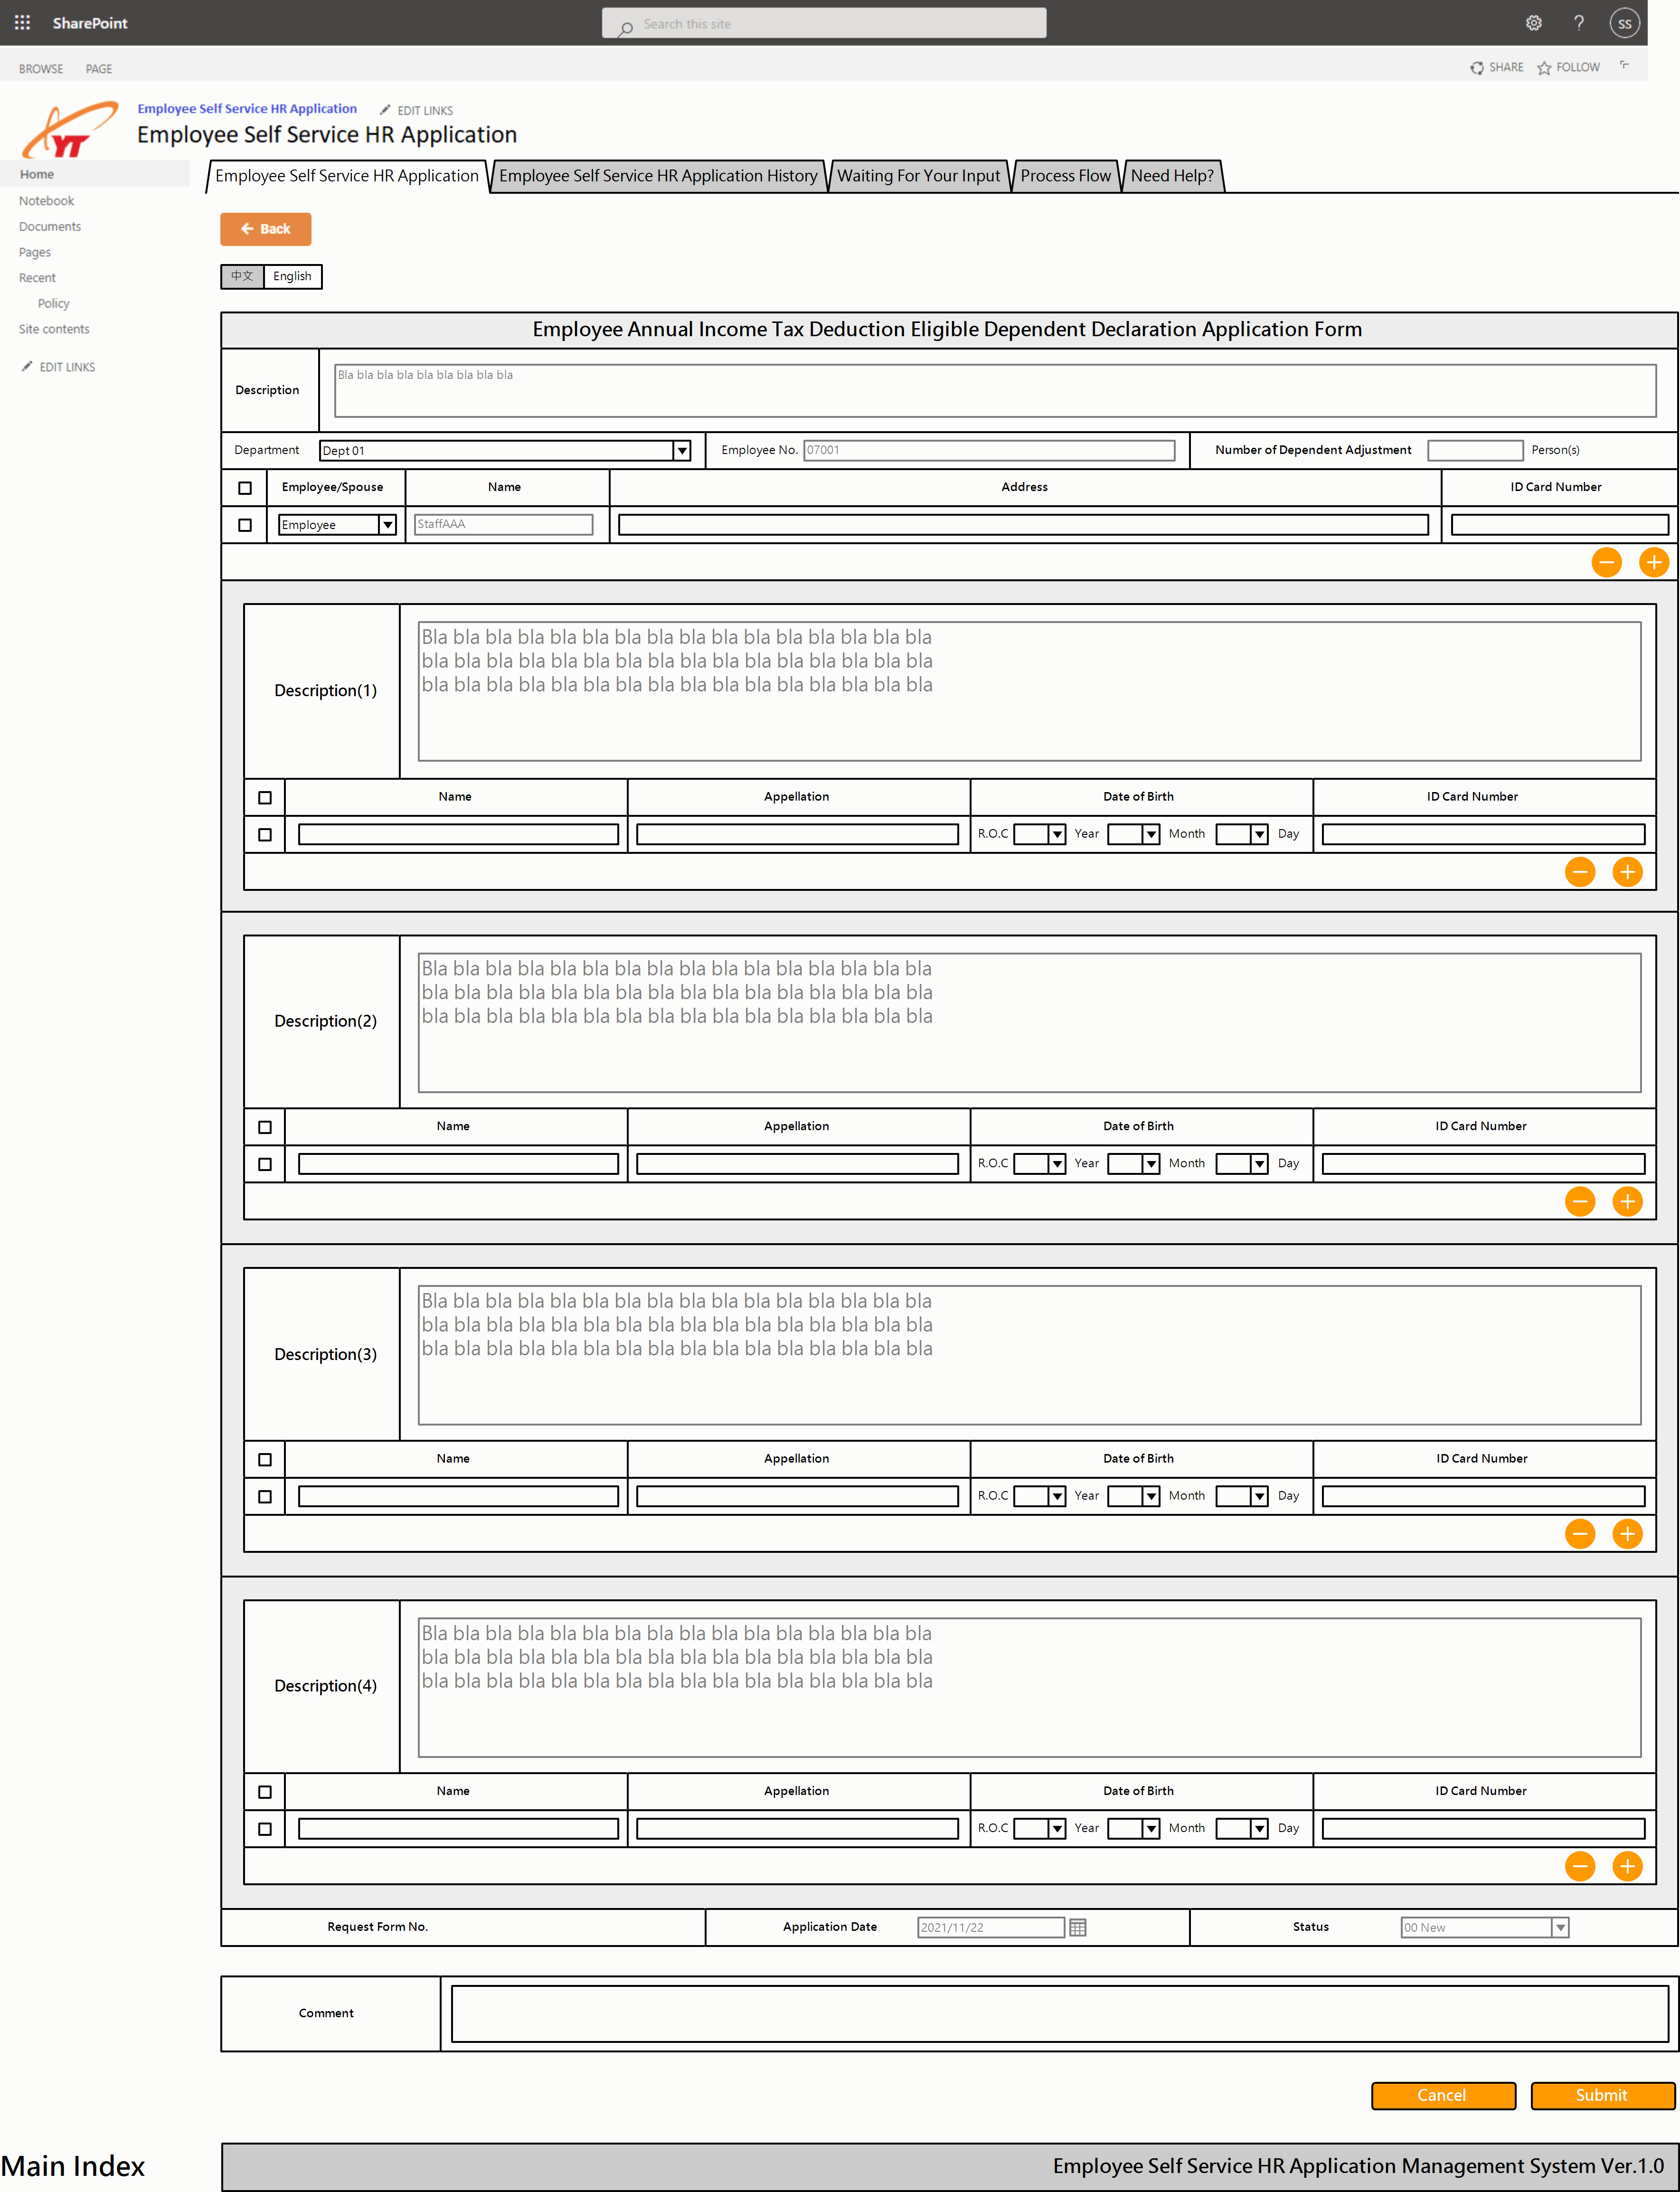 SharePoint
Search this site
?
SS
BROWSE PAGE
SHARE FOLLOW
YT
Employee Self Service HR Application EDIT LINKS
Employee Self Service HR Application
Home
Notebook
Documents
Pages
Recent
Policy
Site contents
EDIT LINKS
Employee Self Service HR Application Employee Self Service HR Application History Waiting For Your Input Process Flow Need Help?
Back
中文 English
Employee Annual Income Tax Deduction Eligible Dependent Declaration Application Form
Description Bla bla bla bla bla bla bla bla bla
Department Dept 01 Employee No. 07001 Number of Dependent Adjustment Person(s)
Employee/Spouse Name Address ID Card Number
Employee StaffAAA
Description(1)
Bla bla bla bla bla bla bla bla bla bla bla bla bla bla bla bla
bla bla bla bla bla bla bla bla bla bla bla bla bla bla bla bla
bla bla bla bla bla bla bla bla bla bla bla bla bla bla bla bla
Name Appellation Date of Birth ID Card Number
R.O.C Year Month Day
Description(2)
Bla bla bla bla bla bla bla bla bla bla bla bla bla bla bla bla
bla bla bla bla bla bla bla bla bla bla bla bla bla bla bla bla
bla bla bla bla bla bla bla bla bla bla bla bla bla bla bla bla
Name Appellation Date of Birth ID Card Number
R.O.C Year Month Day
Description(3)
Bla bla bla bla bla bla bla bla bla bla bla bla bla bla bla bla
bla bla bla bla bla bla bla bla bla bla bla bla bla bla bla bla
bla bla bla bla bla bla bla bla bla bla bla bla bla bla bla bla
Name Appellation Date of Birth ID Card Number
R.O.C Year Month Day
Description(4)
Bla bla bla bla bla bla bla bla bla bla bla bla bla bla bla bla
bla bla bla bla bla bla bla bla bla bla bla bla bla bla bla bla
bla bla bla bla bla bla bla bla bla bla bla bla bla bla bla bla
Name Appellation Date of Birth ID Card Number
R.O.C Year Month Day
Request Form No. Application Date 2021/11/22 Status 00 New
Comment
Cancel Submit
Main Index
Employee Self Service HR Application Management System Ver.1.0